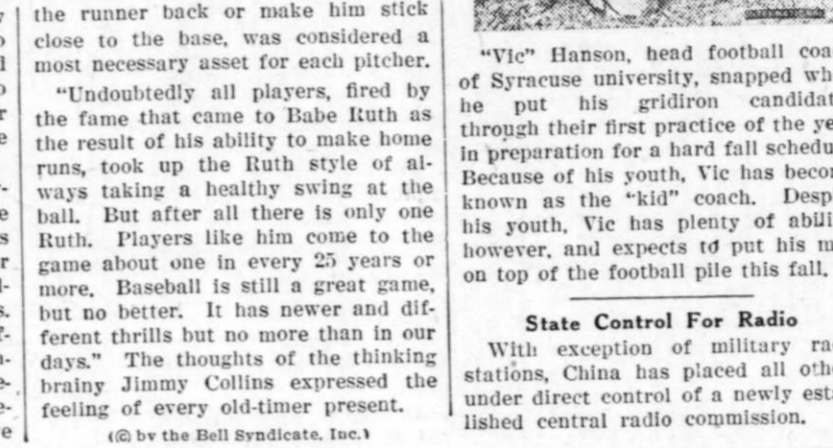 the runner back or make him stick
close to the base, was considered a
most necessary asset for each pitcher.
"Undoubtedly all players, fired by
the fame that came to Babe Ruth as
the result of his ability to make home
runs, took up the Ruth style of al-
ways taking a healthy swing at the
ball. But after all there is only one
Ruth. Players like him come to the
game about one in every 25 years or
more. Baseball is still a great game,
but no better. It has newer and dif-
ferent thrills but no more than in our
days." The thoughts of the thinking
brainy Jimmy Collins expressed the
feeling of every old-timer present.
(© by the Bell Syndicate, Inc.)
"Vic" Hanson, head football coa
of Syracuse university, snapped wh
he put his gridiron candidat
through their first practice of the ye
in preparation for a hard fall schedu
Because of his youth, Vic has becom
known as the "kid" coach. Desp
his youth, Vic has plenty of abili
however, and expects to put his m
on top of the football pile this fall.
State Control For Radio
With exception of military ra
stations, China has placed all oth
under direct control of a newly est
lished central radio commission.